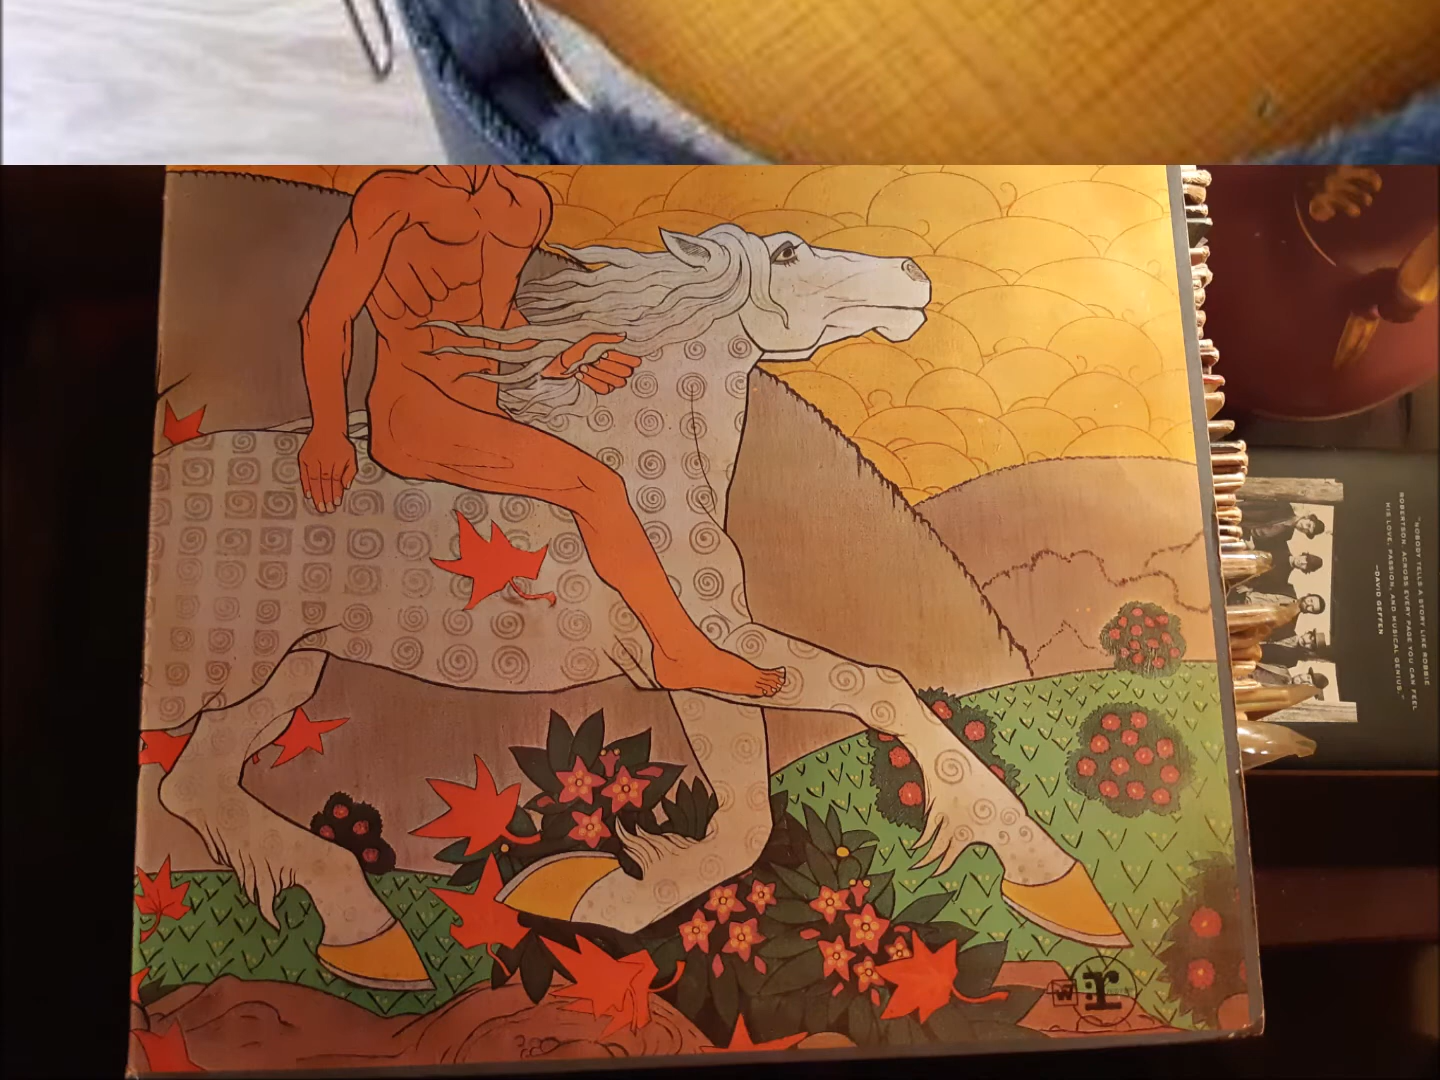 "NOBODY TELLS A STORY LIKE ROBBIE
ROBERTSON. ACROSS EVERY PAGE YOU CAN FEEL
HIS LOVE, PASSION, AND MUSICAL GENIUS."
—DAVID GEFFEN
W
r